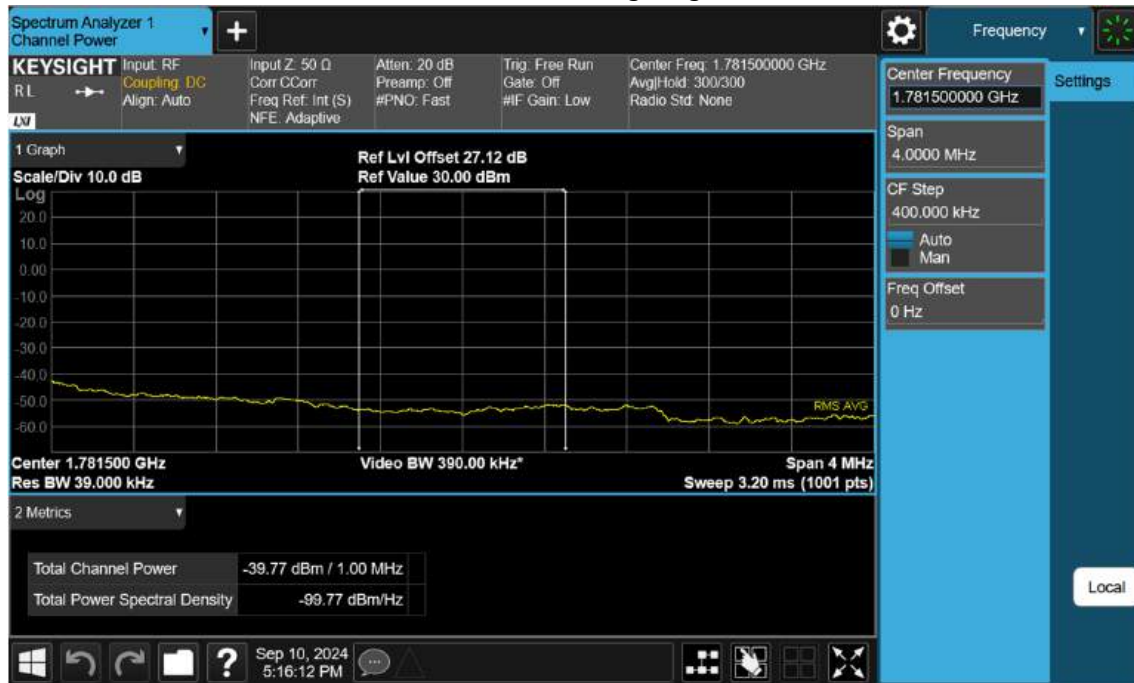 Spectrum Analyzer 1
Channel Power
+
Frequency
KEYSIGHT
RL
LXI
Input: RF
Coupling: DC
Align: Auto
Input Z: 50 Ω
Corr CCorr
Freq Ref: Int (S)
NFE: Adaptive
Atten: 20 dB
Preamp: Off
#PNO: Fast
Trig: Free Run
Gate: Off
#IF Gain: Low
Center Freq: 1.781500000 GHz
Avg|Hold: 300/300
Radio Std: None
Center Frequency
1.781500000 GHz
Settings
Span
4.0000 MHz
CF Step
400.000 kHz
Auto
Man
Freq Offset
0 Hz
Local
1 Graph
Scale/Div 10.0 dB
Ref Lvl Offset 27.12 dB
Ref Value 30.00 dBm
Log
20.0
10.0
0.00
-10.0
-20.0
-30.0
-40.0
-50.0
-60.0
RMS AVG
Center 1.781500 GHz
Video BW 390.00 kHz*
Span 4 MHz
Res BW 39.000 kHz
Sweep 3.20 ms (1001 pts)
2 Metrics
Total Channel Power -39.77 dBm / 1.00 MHz
Total Power Spectral Density -99.77 dBm/Hz
?
Sep 10, 2024
5:16:12 PM